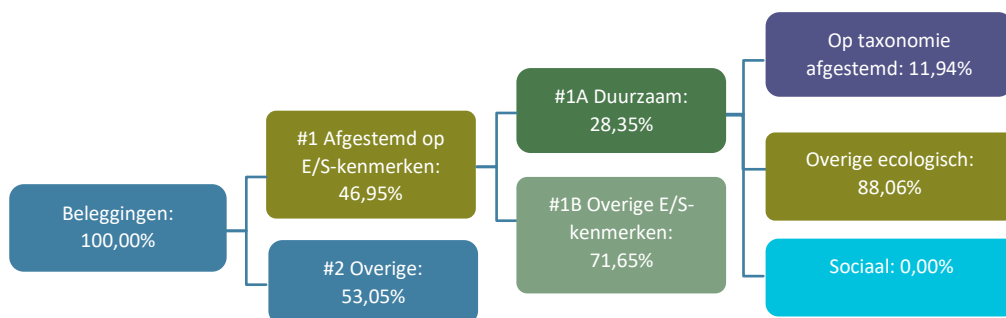 Beleggingen:
100,00%
#1 Afgestemd op
E/S-kenmerken:
46,95%
#2 Overige:
53,05%
#1A Duurzaam:
28,35%
#1B Overige E/S-
kenmerken:
71,65%
Op taxonomie
afgestemd: 11,94%
Overige ecologisch:
88,06%
Sociaal: 0,00%